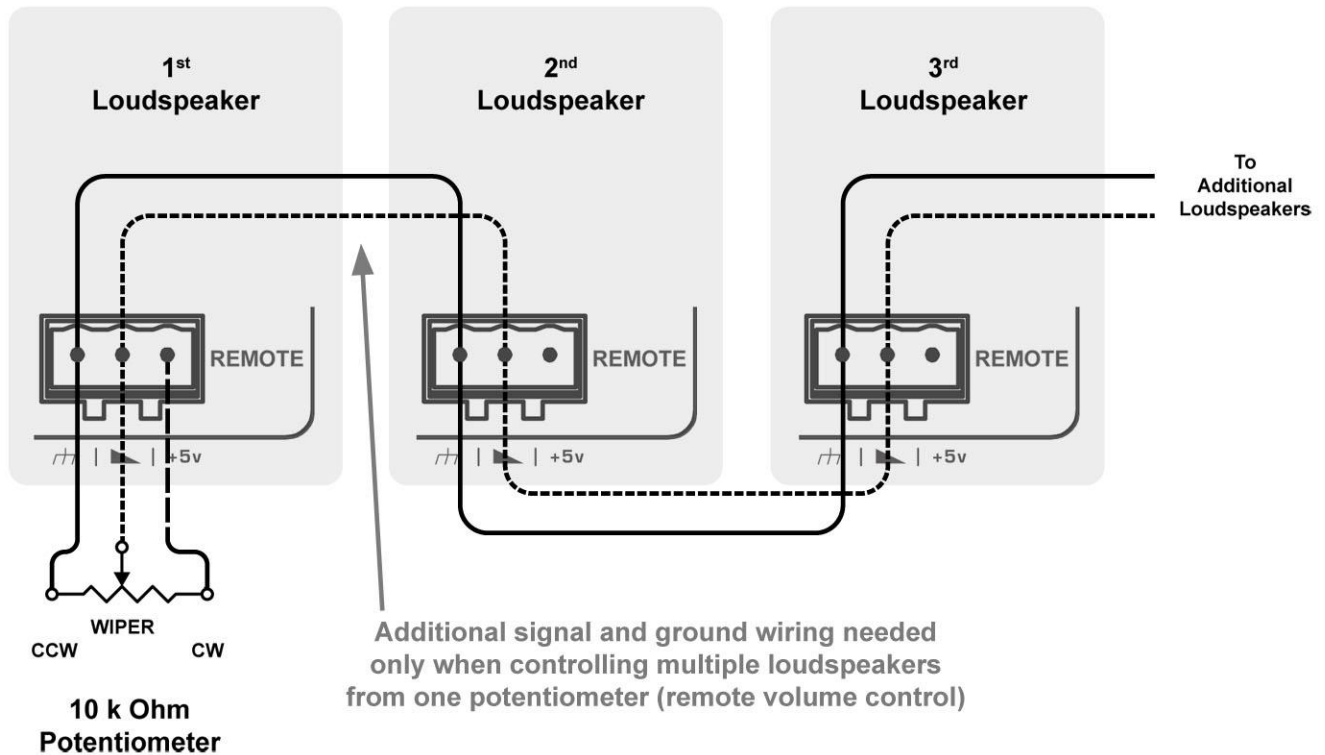 1st
Loudspeaker
2nd
Loudspeaker
3rd
Loudspeaker
To
Additional
Loudspeakers
REMOTE
REMOTE
REMOTE
| | +5v
| | +5v
| | +5v
WIPER
CCW
CW
10 k Ohm
Potentiometer
Additional signal and ground wiring needed
only when controlling multiple loudspeakers
from one potentiometer (remote volume control)